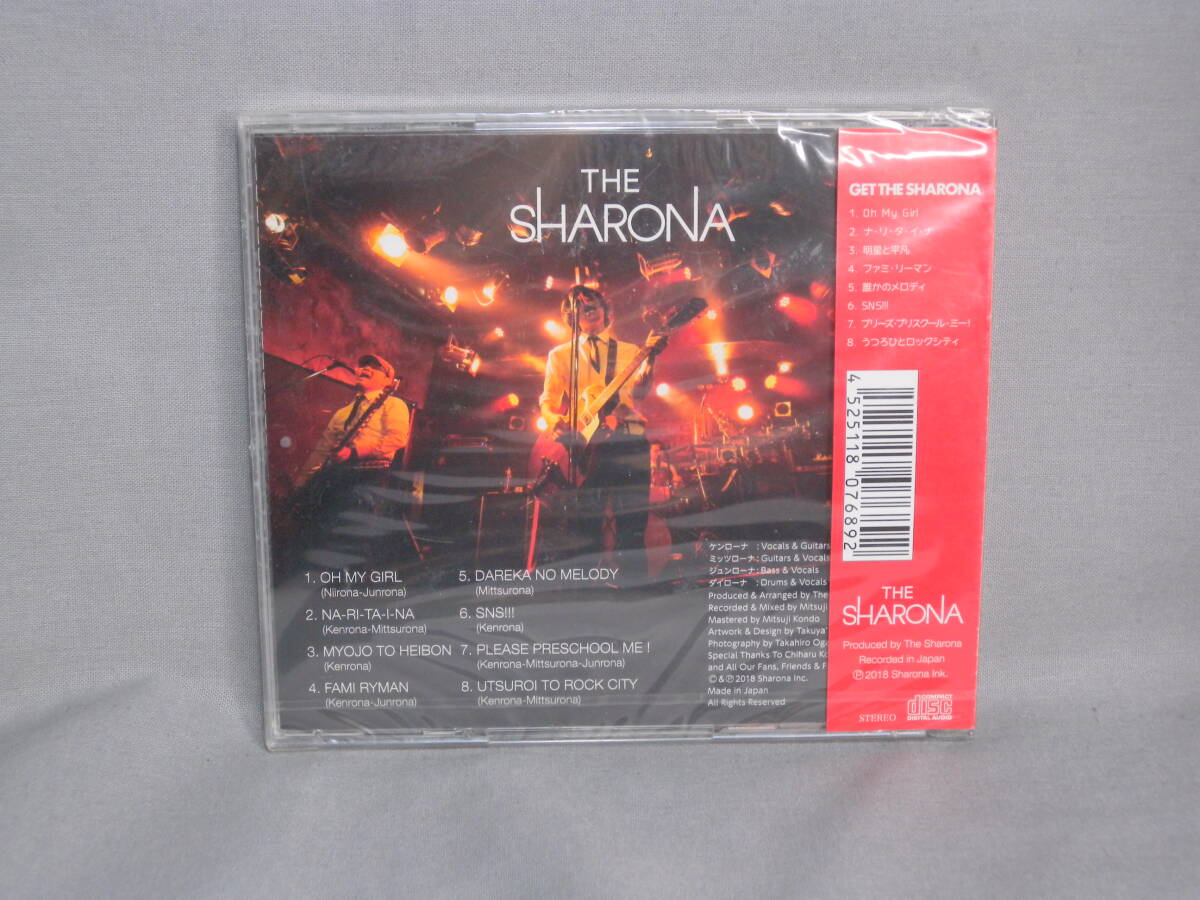 THE
SHARONA
1. OH MY GIRL
(Niirona-Junrona)
2. NA-RI-TA-I-NA
(Kenrona-Mittsurona)
3. MYOJO TO HEIBON
(Kenrona)
4. FAMI RYMAN
(Kenrona-Junrona)
5. DAREKA NO MELODY
(Mittsurona)
6. SNS!!!
(Kenrona)
7. PLEASE PRESCHOOL ME !
(Kenrona-Mittsurona-Junrona)
8. UTSUROI TO ROCK CITY
(Kenrona-Mittsurona)
ケンローナ :Vocals & Guitars
ミッツローナ:Guitars & Vocals
ジュンローナ:Bass & Vocals
ダイローナ :Drums & Vocals
Produced & Arranged by The
Recorded & Mixed by Mitsuji
Mastered by Mitsuji Kondo
Artwork & Design by Takuya
Photography by Takahiro
Special Thanks To Chiharu
and All Our Fans, Friends &
©&Ⓟ2018 Sharona Inc.
Made in Japan
All Rights Reserved
GET THE SHARONA
1. Oh My Girl
2. ナ・リ・タ・イ・ナ
3. 明星と平凡
4. ファミ・リーマン
5. 誰かのメロディ
6. SNS!!!
7. プリーズ・プリスクール・ミー!
8. うつろひとロックシティ
4 525118 076892
THE
SHARONA
Produced by The Sharona
Recorded in Japan
Ⓟ2018 Sharona Ink.
STEREO
COMPACT
disc
DIGITAL AUDIO